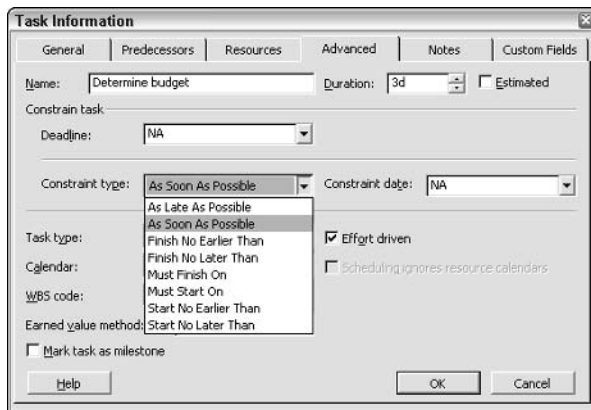 Task Information
General Predecessors Resources Advanced Notes Custom Fields
Name: Determine budget Duration: 3d Estimated
Constrain task
Deadline: NA
Constraint type: As Soon As Possible Constraint date: NA
As Late As Possible
As Soon As Possible
Task type: Finish No Earlier Than Effort driven
Finish No Later Than
Calendar: Must Finish On Scheduling ignores resource calendars
Must Start On
WBS code: Start No Earlier Than
Earned value method: Start No Later Than
Mark task as milestone
Help OK Cancel